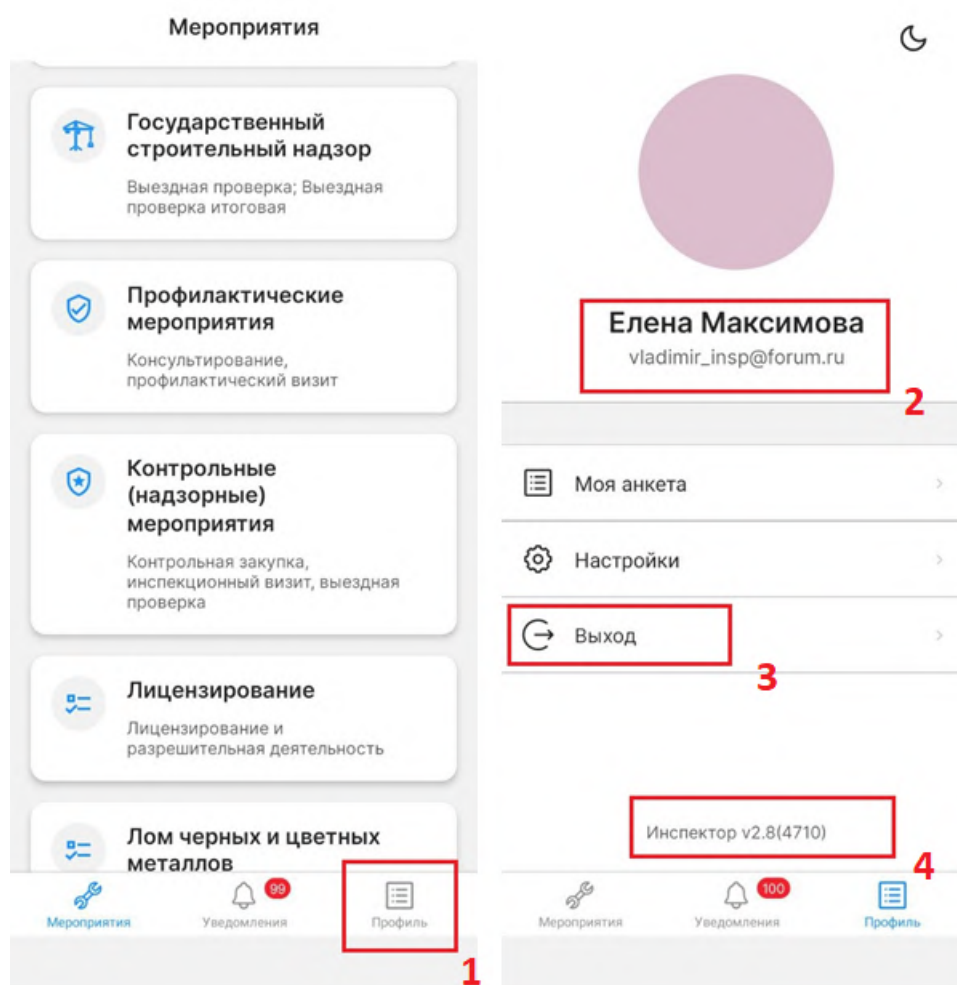 Мероприятия
Государственный
строительный надзор
Выездная проверка; Выездная
проверка итоговая
Профилактические
мероприятия
Консультирование,
профилактический визит
Контрольные
(надзорные)
мероприятия
Контрольная закупка,
инспекционный визит, выездная
проверка
Лицензирование
Лицензирование и
разрешительная деятельность
Лом черных и цветных
металлов
99
Мероприятия
Уведомления
Профиль
1
Елена Максимова
vladimir_insp@forum.ru
2
Моя анкета
Настройки
Выход
3
Инспектор v2.8(4710)
4
100
Мероприятия
Уведомления
Профиль